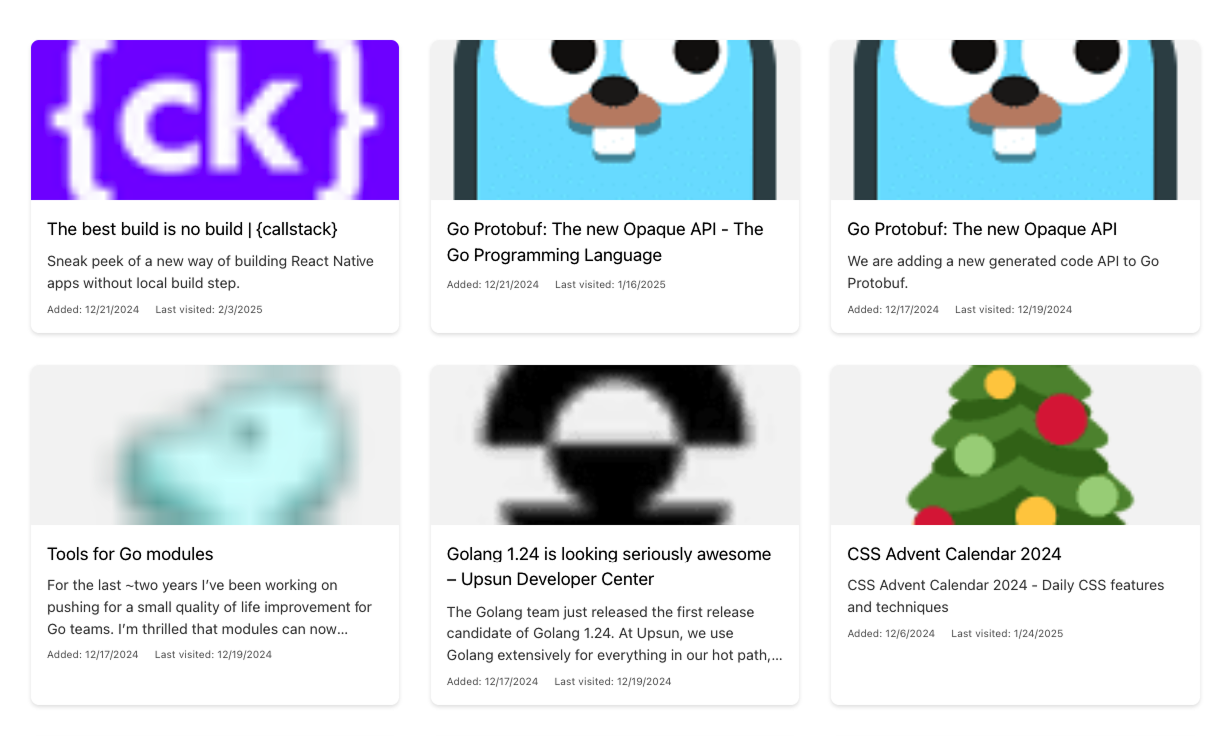 {ck}
The best build is no build | {callstack}
Sneak peek of a new way of building React Native
apps without local build step.
Added: 12/21/2024 Last visited: 2/3/2025
Go Protobuf: The new Opaque API - The
Go Programming Language
Added: 12/21/2024 Last visited: 1/16/2025
Go Protobuf: The new Opaque API
We are adding a new generated code API to Go
Protobuf.
Added: 12/17/2024 Last visited: 12/19/2024
Tools for Go modules
For the last ~two years I’ve been working on
pushing for a small quality of life improvement for
Go teams. I’m thrilled that modules can now...
Added: 12/17/2024 Last visited: 12/19/2024
Golang 1.24 is looking seriously awesome
– Upsun Developer Center
The Golang team just released the first release
candidate of Golang 1.24. At Upsun, we use
Golang extensively for everything in our hot path,...
Added: 12/17/2024 Last visited: 12/19/2024
CSS Advent Calendar 2024
CSS Advent Calendar 2024 - Daily CSS features
and techniques
Added: 12/6/2024 Last visited: 1/24/2025